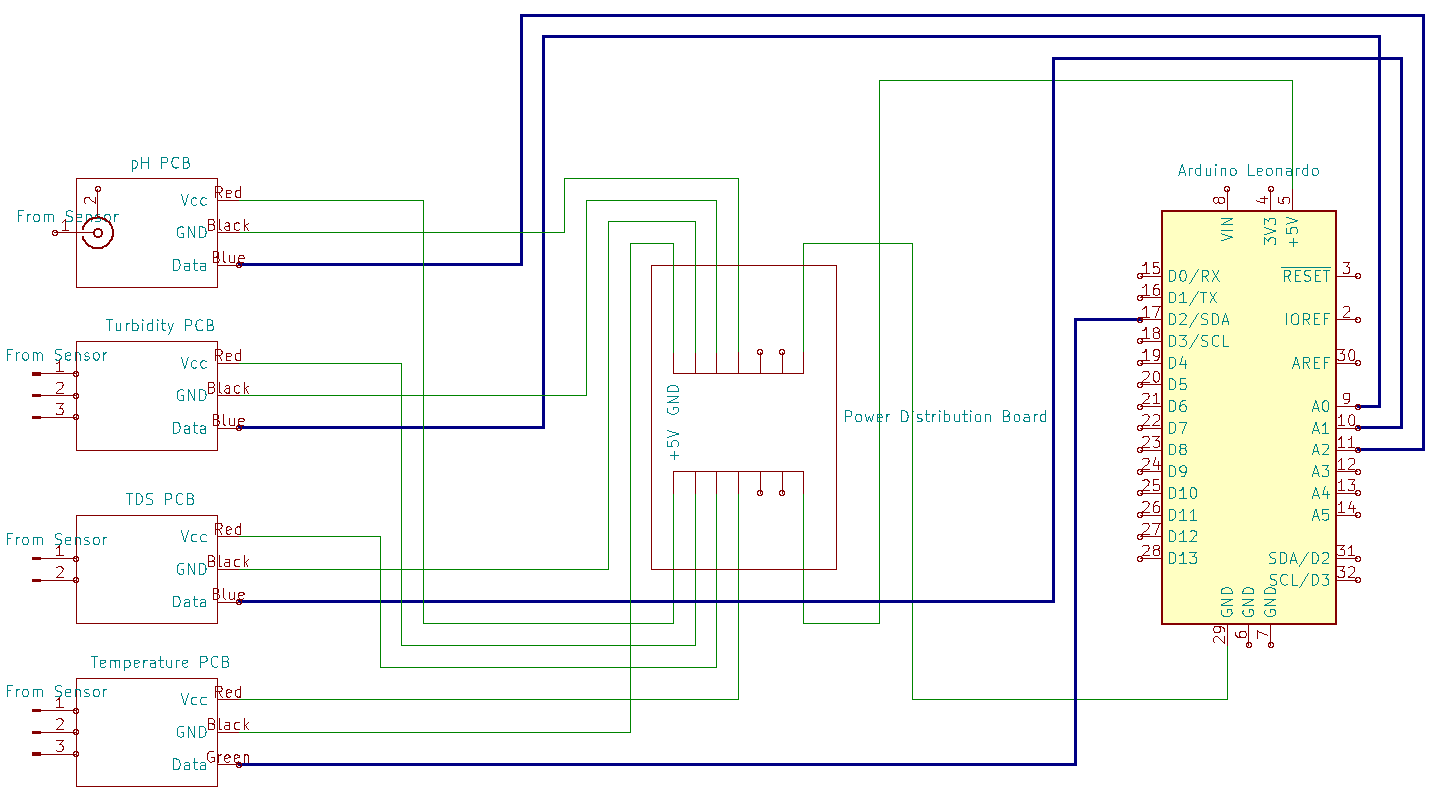 pH PCB
From Sensor
1
2
Vcc Red
GND Black
Data Blue
Turbidity PCB
From Sensor
1
2
3
Vcc Red
GND Black
Data Blue
TDS PCB
From Sensor
1
2
Vcc Red
GND Black
Data Blue
Temperature PCB
From Sensor
1
2
3
Vcc Red
GND Black
Data Green
+5V GND
Power Distribution Board
Arduino Leonardo
8 4 5
VIN 3V3 +5V
15 D0/RX
16 D1/TX
17 D2/SDA
18 D3/SCL
19 D4
20 D5
21 D6
22 D7
23 D8
24 D9
25 D10
26 D11
27 D12
28 D13
RESET 3
IOREF 2
AREF 30
A0 9
A1 10
A2 11
A3 12
A4 13
A5 14
SDA/D2 31
SCL/D3 32
GND GND GND
29 6 7